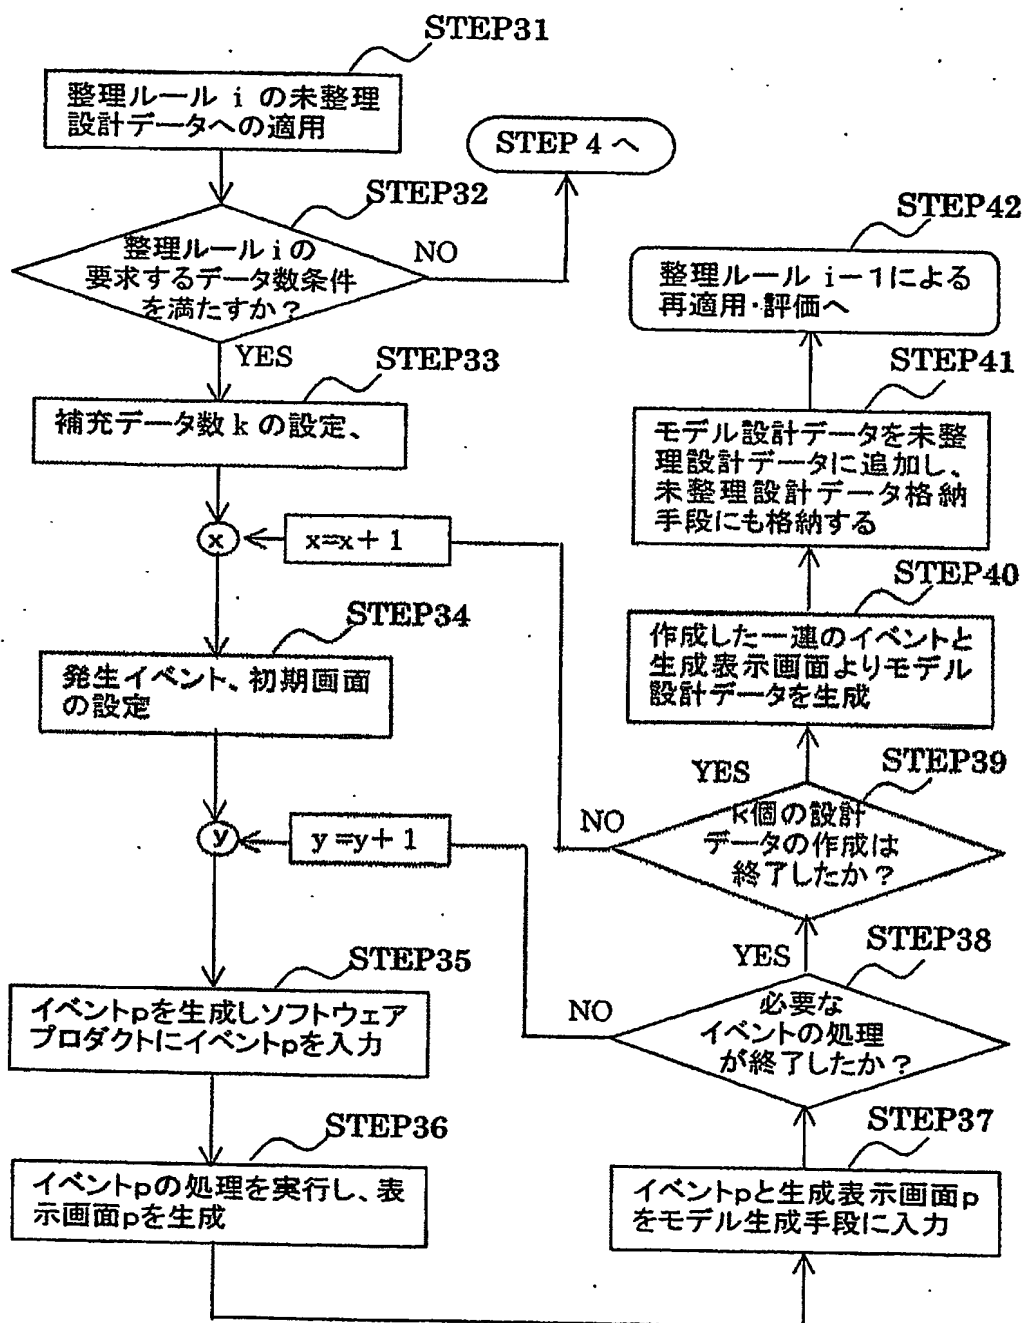 STEP31
整理ルール i の未整理
設計データへの適用
STEP 4 へ
STEP32
整理ルール i の
要求するデータ数条件
を満たすか？
NO
YES
STEP33
補充データ数 k の設定、
x
x=x+1
STEP34
発生イベント、初期画面
の設定
y
y=y+1
STEP35
イベントpを生成しソフトウェア
プロダクトにイベントpを入力
STEP36
イベントpの処理を実行し、表
示画面pを生成
STEP37
イベントpと生成表示画面p
をモデル生成手段に入力
STEP38
必要な
イベントの処理
が終了したか？
NO
YES
STEP39
k個の設計
データの作成は
終了したか？
NO
YES
STEP40
作成した一連のイベントと
生成表示画面よりモデル
設計データを生成
STEP41
モデル設計データを未整
理設計データに追加し、
未整理設計データ格納
手段にも格納する
STEP42
整理ルール i−1による
再適用・評価へ